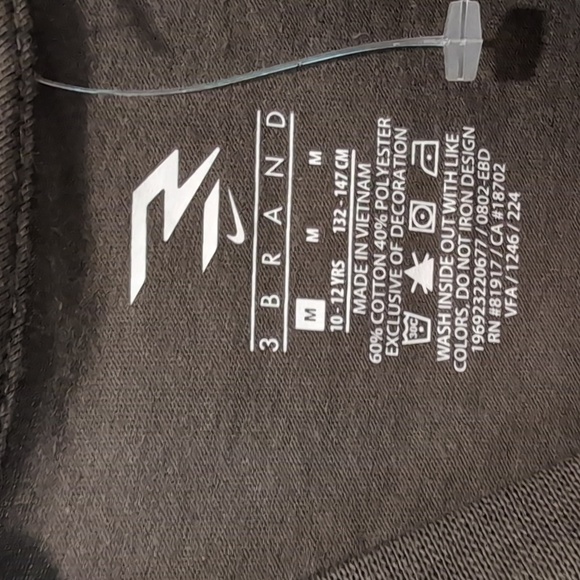 3 BRAND
M M M
10 - 12 YRS 132 - 147 CM
MADE IN VIETNAM
60% COTTON 40% POLYESTER
EXCLUSIVE OF DECORATION
30C
WASH INSIDE OUT WITH LIKE
COLORS, DO NOT IRON DESIGN
196923220677 / 0802-EBD
RN #81917 / CA #18702
VFA / 1246 / 224